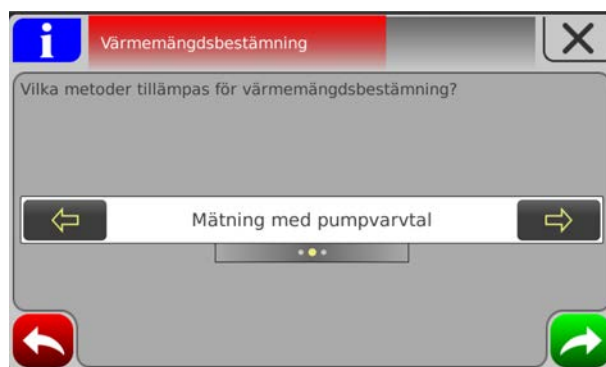 i
Värmemängdsbestämning
Vilka metoder tillämpas för värmemängdsbestämning?
Mätning med pumpvarvtal